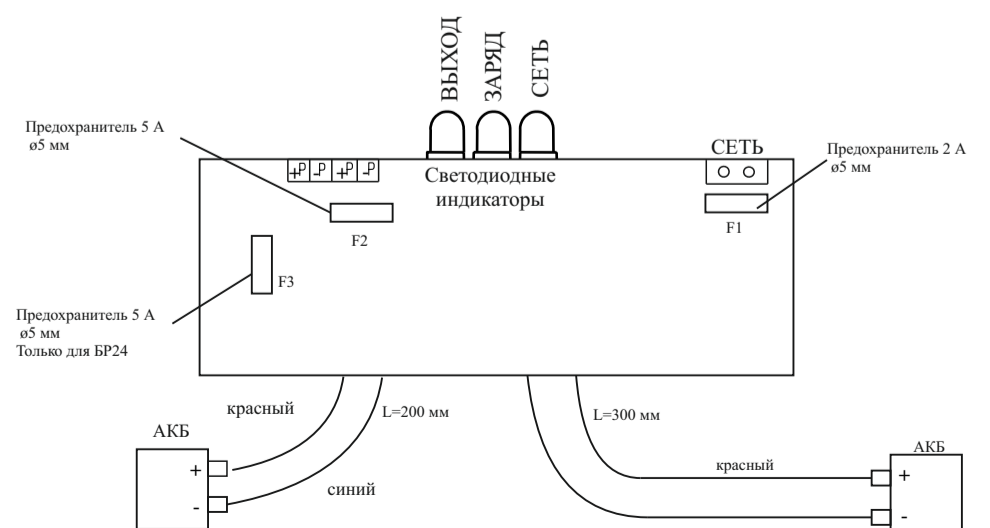 ВЫХОД
ЗАРЯД
СЕТЬ
Предохранитель 5 А
ø5 мм
СЕТЬ
Предохранитель 2 А
ø5 мм
+P -P +P -P
Светодиодные
индикаторы
F2
F1
F3
Предохранитель 5 А
ø5 мм
Только для БР24
красный
L=200 мм
L=300 мм
АКБ
АКБ
+
красный
+
синий
-
-